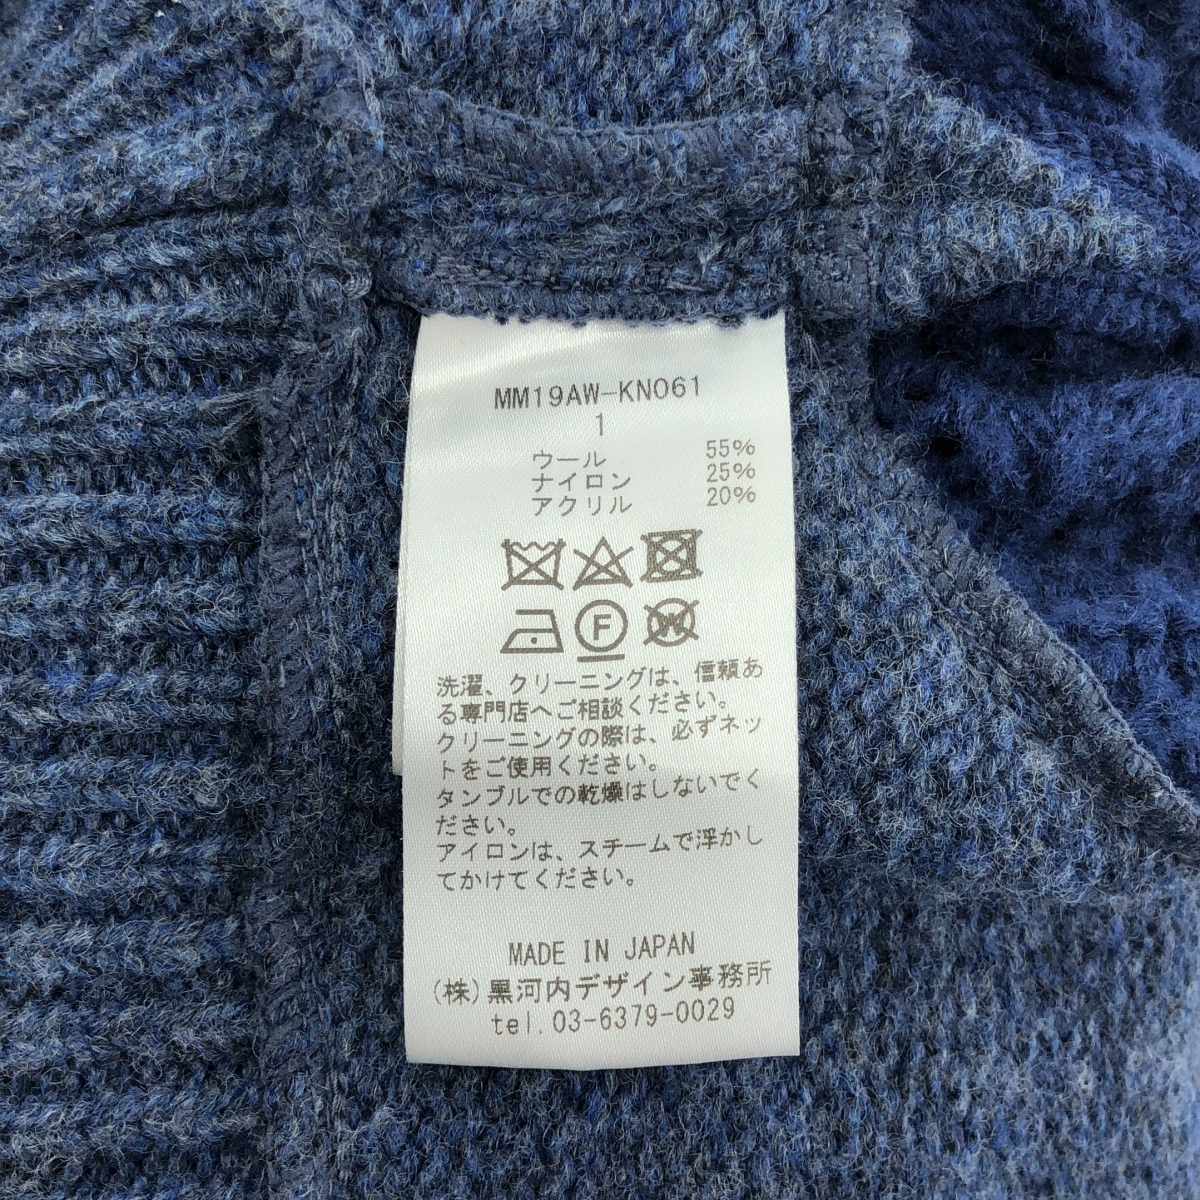 MM19AW-KN061
1
ウール 55%
ナイロン 25%
アクリル 20%
F
W
洗濯、クリーニングは、信頼あ
る専門店へご相談ください。
クリーニングの際は、必ずネッ
トをご使用ください。
タンブルでの乾燥はしないでく
ださい。
アイロンは、スチームで浮かし
てかけてください。
MADE IN JAPAN
(株)黒河内デザイン事務所
tel.03-6379-0029